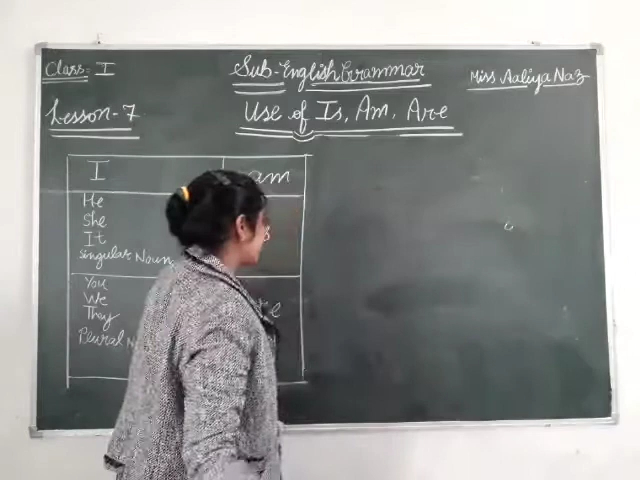 Class:- I
Sub-English Grammar
Miss Aaliya Naz
Lesson-7
Use of Is, Am, Are
I am
He
She
It
Singular Noun
You
We
They
Plural